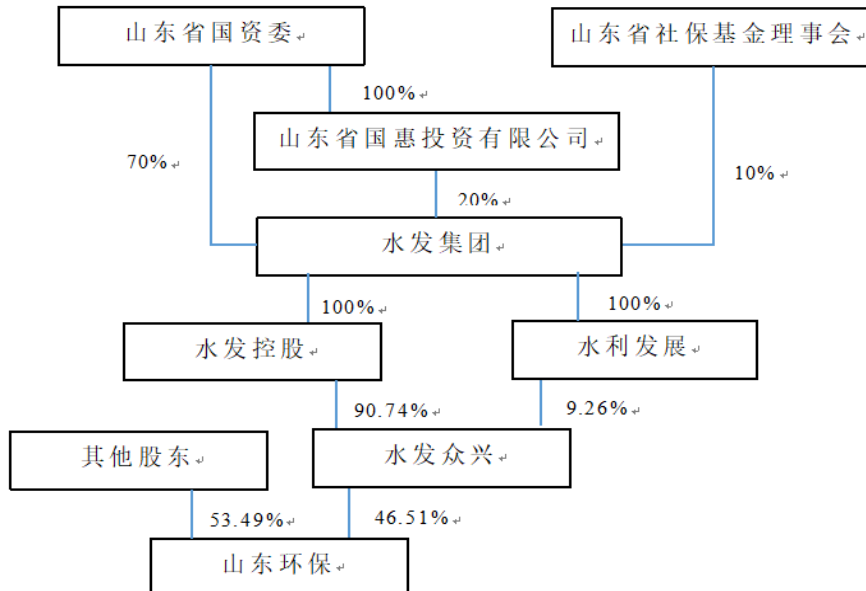 山东省国资委
山东省社保基金理事会
100%
山东省国惠投资有限公司
70%
10%
20%
水发集团
100%
100%
水发控股
水利发展
90.74%
9.26%
其他股东
水发众兴
53.49%
46.51%
山东环保